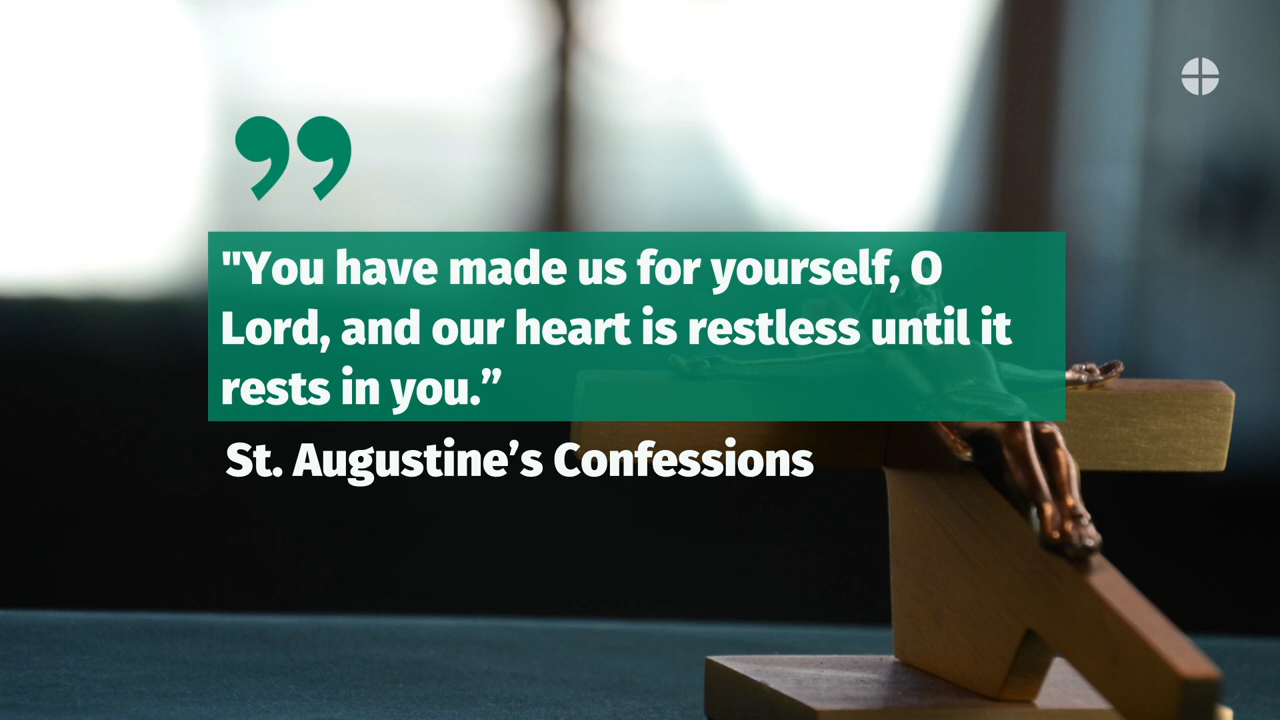 "You have made us for yourself, O
Lord, and our heart is restless until it
rests in you.”
St. Augustine’s Confessions